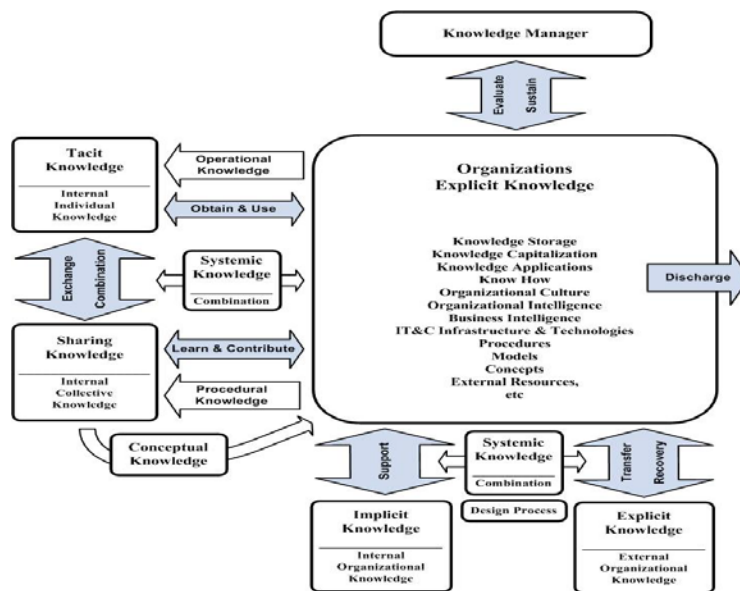 Knowledge Manager
Evaluate
Sustain
Tacit
Knowledge
Internal
Individual
Knowledge
Operational
Knowledge
Obtain & Use
Organizations
Explicit Knowledge
Knowledge Storage
Knowledge Capitalization
Knowledge Applications
Know How
Organizational Culture
Organizational Intelligence
Business Intelligence
IT&C Infrastructure & Technologies
Procedures
Models
Concepts
External Resources,
etc
Discharge
Exchange
Combination
Systemic
Knowledge
Combination
Sharing
Knowledge
Internal
Collective
Knowledge
Learn & Contribute
Procedural
Knowledge
Conceptual
Knowledge
Support
Systemic
Knowledge
Combination
Design Process
Transfer
Recovery
Implicit
Knowledge
Internal
Organizational
Knowledge
Explicit
Knowledge
External
Organizational
Knowledge